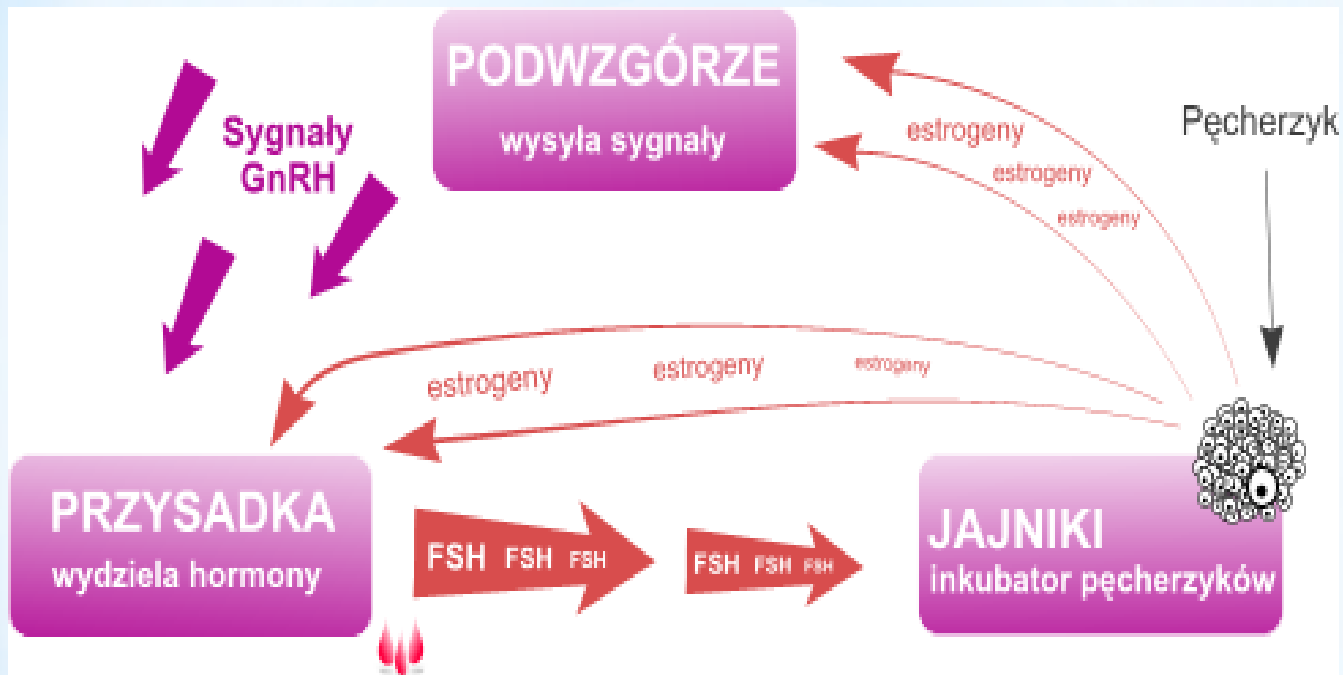 PODWZGÓRZE
wysyła sygnały
Sygnały
GnRH
estrogeny
estrogeny
estrogeny
Pęcherzyk
estrogeny
estrogeny
estrogeny
PRZYSADKA
wydziela hormony
FSH FSH FSH
FSH FSH FSH
JAJNIKI
inkubator pęcherzyków